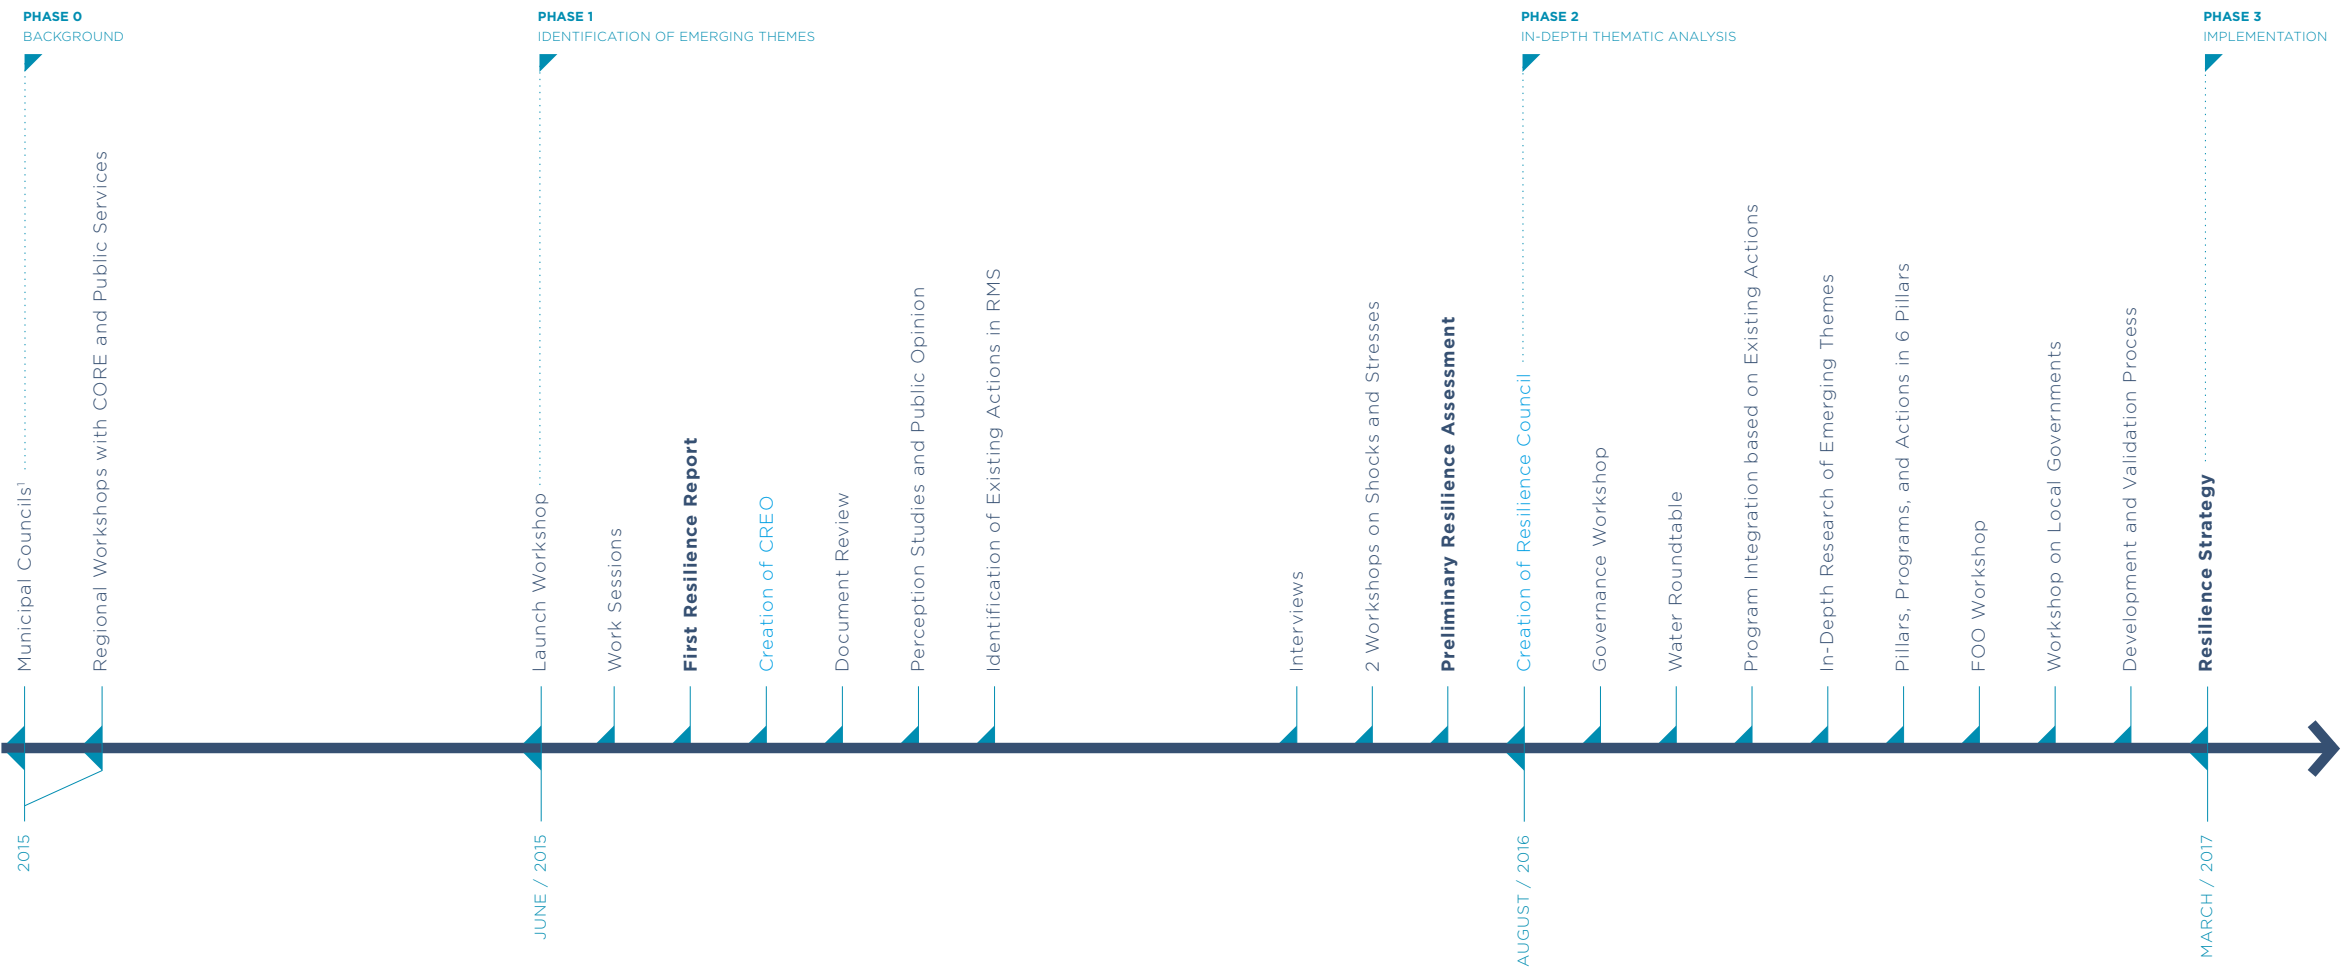 PHASE 0
BACKGROUND
PHASE 1
IDENTIFICATION OF EMERGING THEMES
PHASE 2
IN-DEPTH THEMATIC ANALYSIS
PHASE 3
IMPLEMENTATION
Municipal Councils¹
Regional Workshops with CORE and Public Services
Launch Workshop
Work Sessions
First Resilience Report
Creation of CREO
Document Review
Perception Studies and Public Opinion
Identification of Existing Actions in RMS
Interviews
2 Workshops on Shocks and Stresses
Preliminary Resilience Assessment
Creation of Resilience Council
Governance Workshop
Water Roundtable
Program Integration based on Existing Actions
In-Depth Research of Emerging Themes
Pillars, Programs, and Actions in 6 Pillars
FOO Workshop
Workshop on Local Governments
Development and Validation Process
Resilience Strategy
2015
JUNE / 2015
AUGUST / 2016
MARCH / 2017